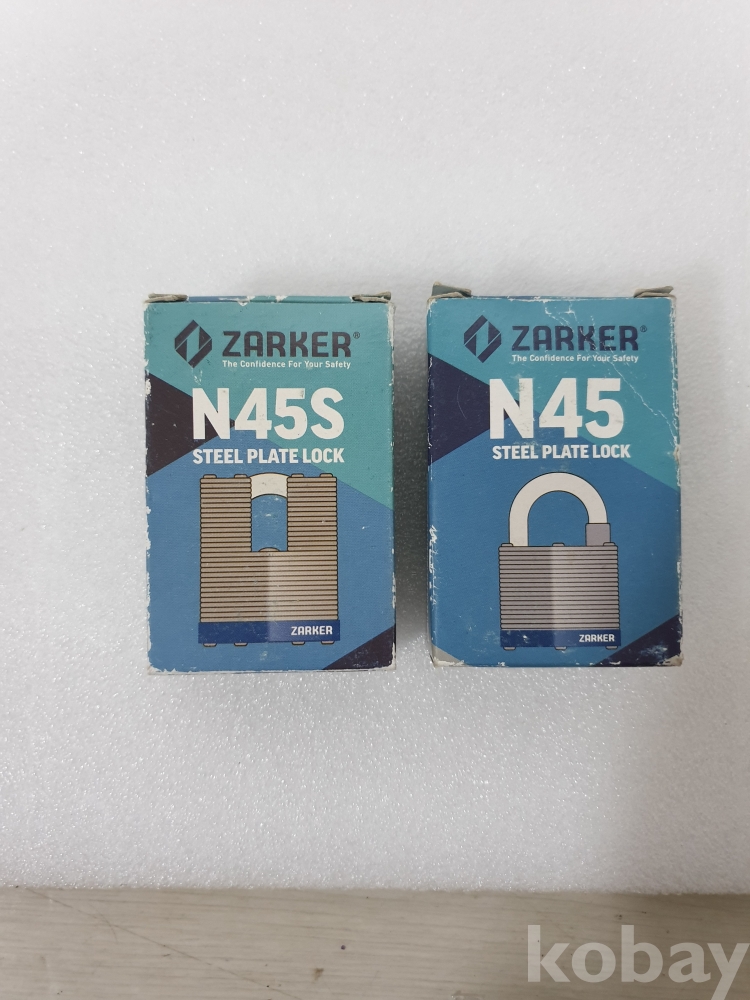 ZARKER®
The Confidence For Your Safety
N45S
STEEL PLATE LOCK
ZARKER
ZARKER®
The Confidence For Your Safety
N45
STEEL PLATE LOCK
ZARKER
kobay